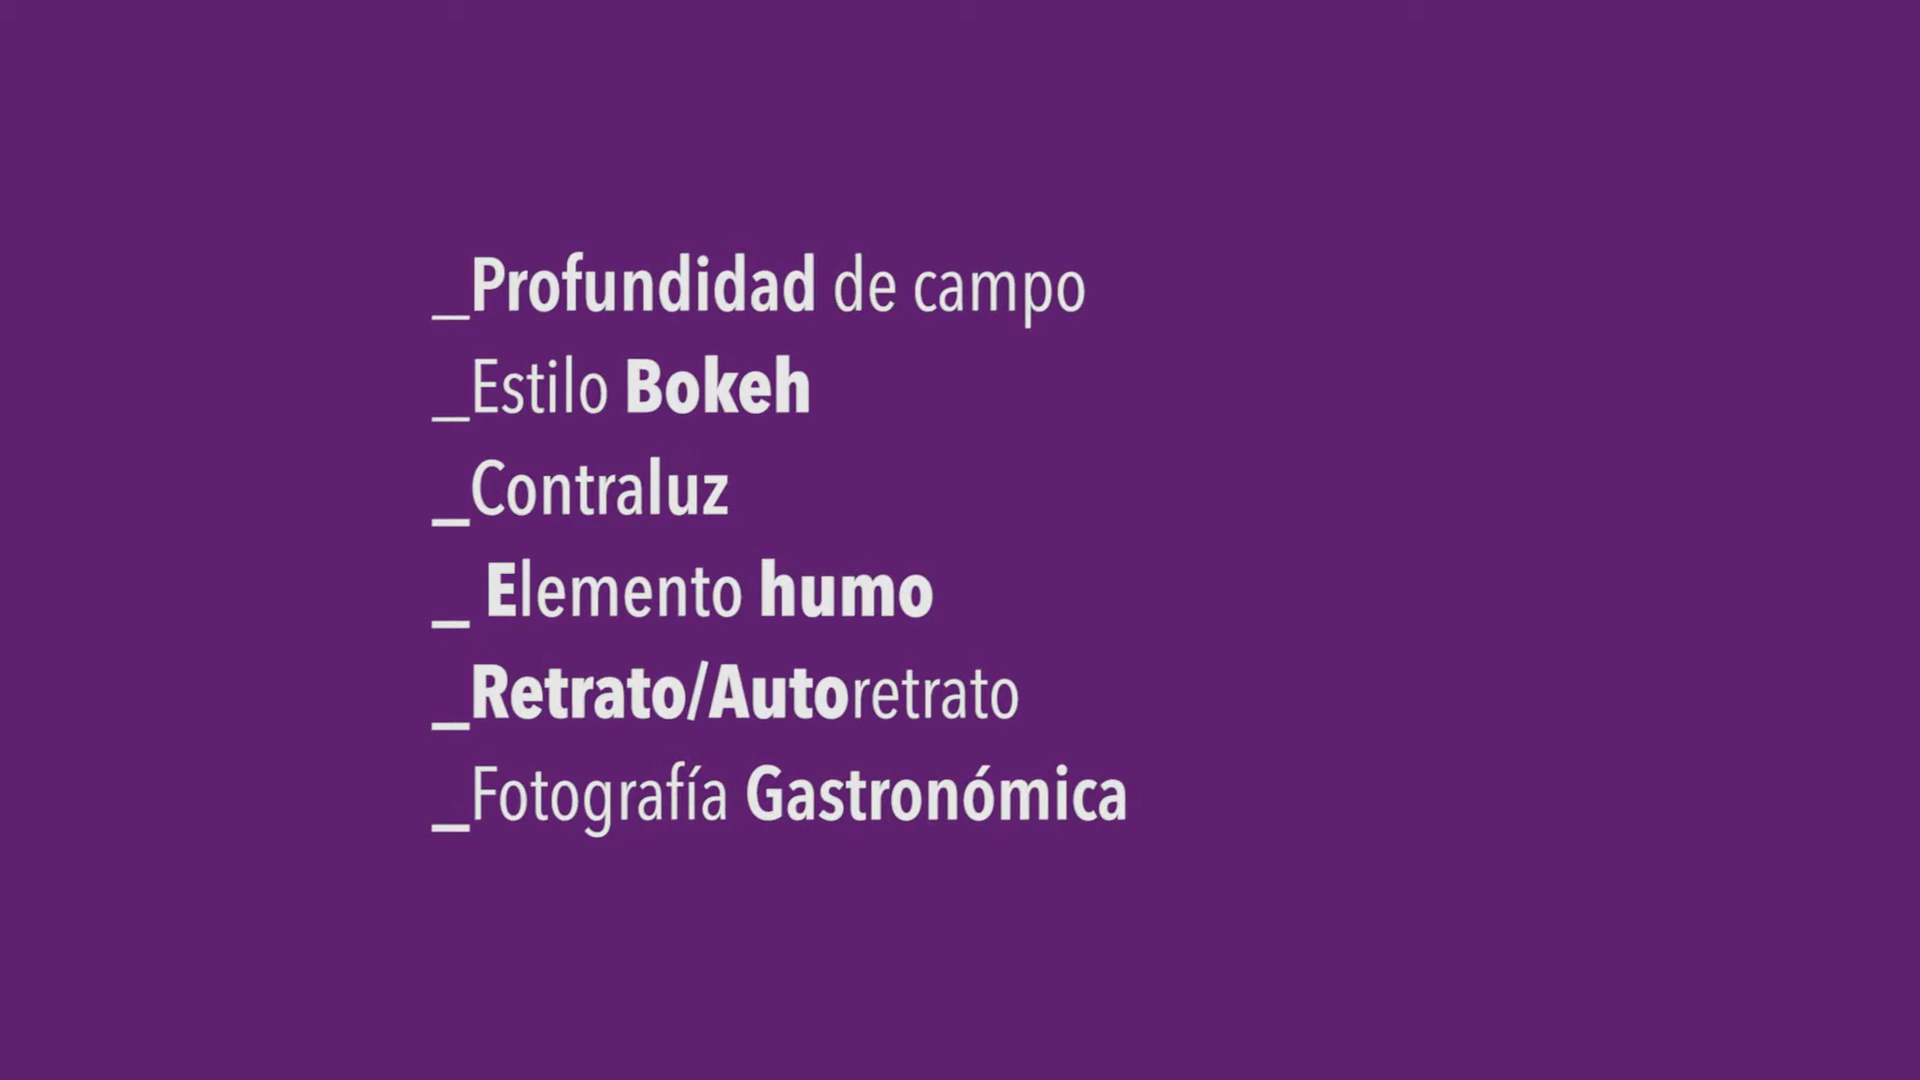 _Profundidad de campo
_Estilo Bokeh
_Contraluz
_ Elemento humo
_Retrato/Autoretrato
_Fotografía Gastronómica